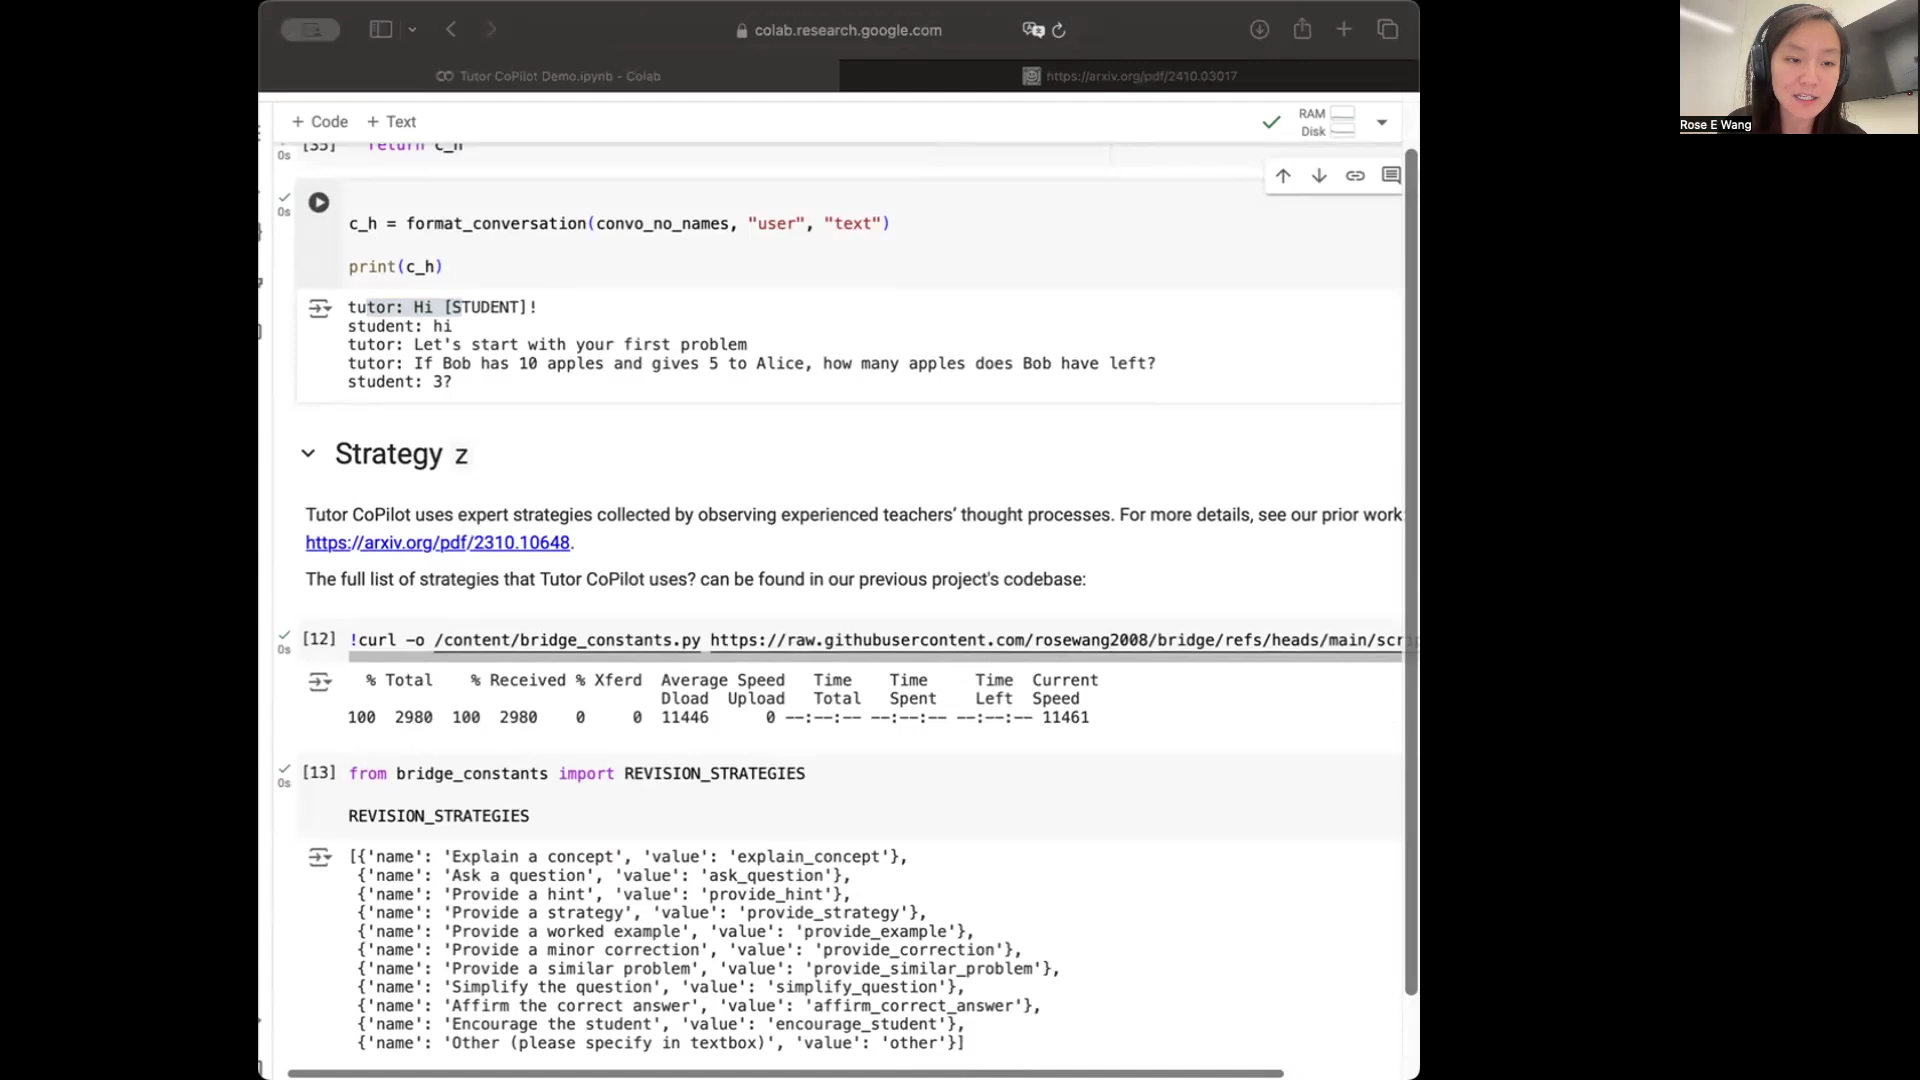 colab.research.google.com
Tutor CoPilot Demo.ipynb - Colab
https://arxiv.org/pdf/2410.03017
Rose E Wang
+ Code + Text
RAM
Disk
[35] return c_h
0s
0s
c_h = format_conversation(convo_no_names, "user", "text")
print(c_h)
tutor: Hi [STUDENT]!
student: hi
tutor: Let's start with your first problem
tutor: If Bob has 10 apples and gives 5 to Alice, how many apples does Bob have left?
student: 3?
Strategy z
Tutor CoPilot uses expert strategies collected by observing experienced teachers’ thought processes. For more details, see our prior work
https://arxiv.org/pdf/2310.10648.
The full list of strategies that Tutor CoPilot uses? can be found in our previous project's codebase:
[12] !curl -o /content/bridge_constants.py https://raw.githubusercontent.com/rosewang2008/bridge/refs/heads/main/scri
0s
% Total % Received % Xferd Average Speed Time Time Time Current
Dload Upload Total Spent Left Speed
100 2980 100 2980 0 0 11446 0 --:--:-- --:--:-- --:--:-- 11461
[13] from bridge_constants import REVISION_STRATEGIES
0s
REVISION_STRATEGIES
[{'name': 'Explain a concept', 'value': 'explain_concept'},
{'name': 'Ask a question', 'value': 'ask_question'},
{'name': 'Provide a hint', 'value': 'provide_hint'},
{'name': 'Provide a strategy', 'value': 'provide_strategy'},
{'name': 'Provide a worked example', 'value': 'provide_example'},
{'name': 'Provide a minor correction', 'value': 'provide_correction'},
{'name': 'Provide a similar problem', 'value': 'provide_similar_problem'},
{'name': 'Simplify the question', 'value': 'simplify_question'},
{'name': 'Affirm the correct answer', 'value': 'affirm_correct_answer'},
{'name': 'Encourage the student', 'value': 'encourage_student'},
{'name': 'Other (please specify in textbox)', 'value': 'other'}]